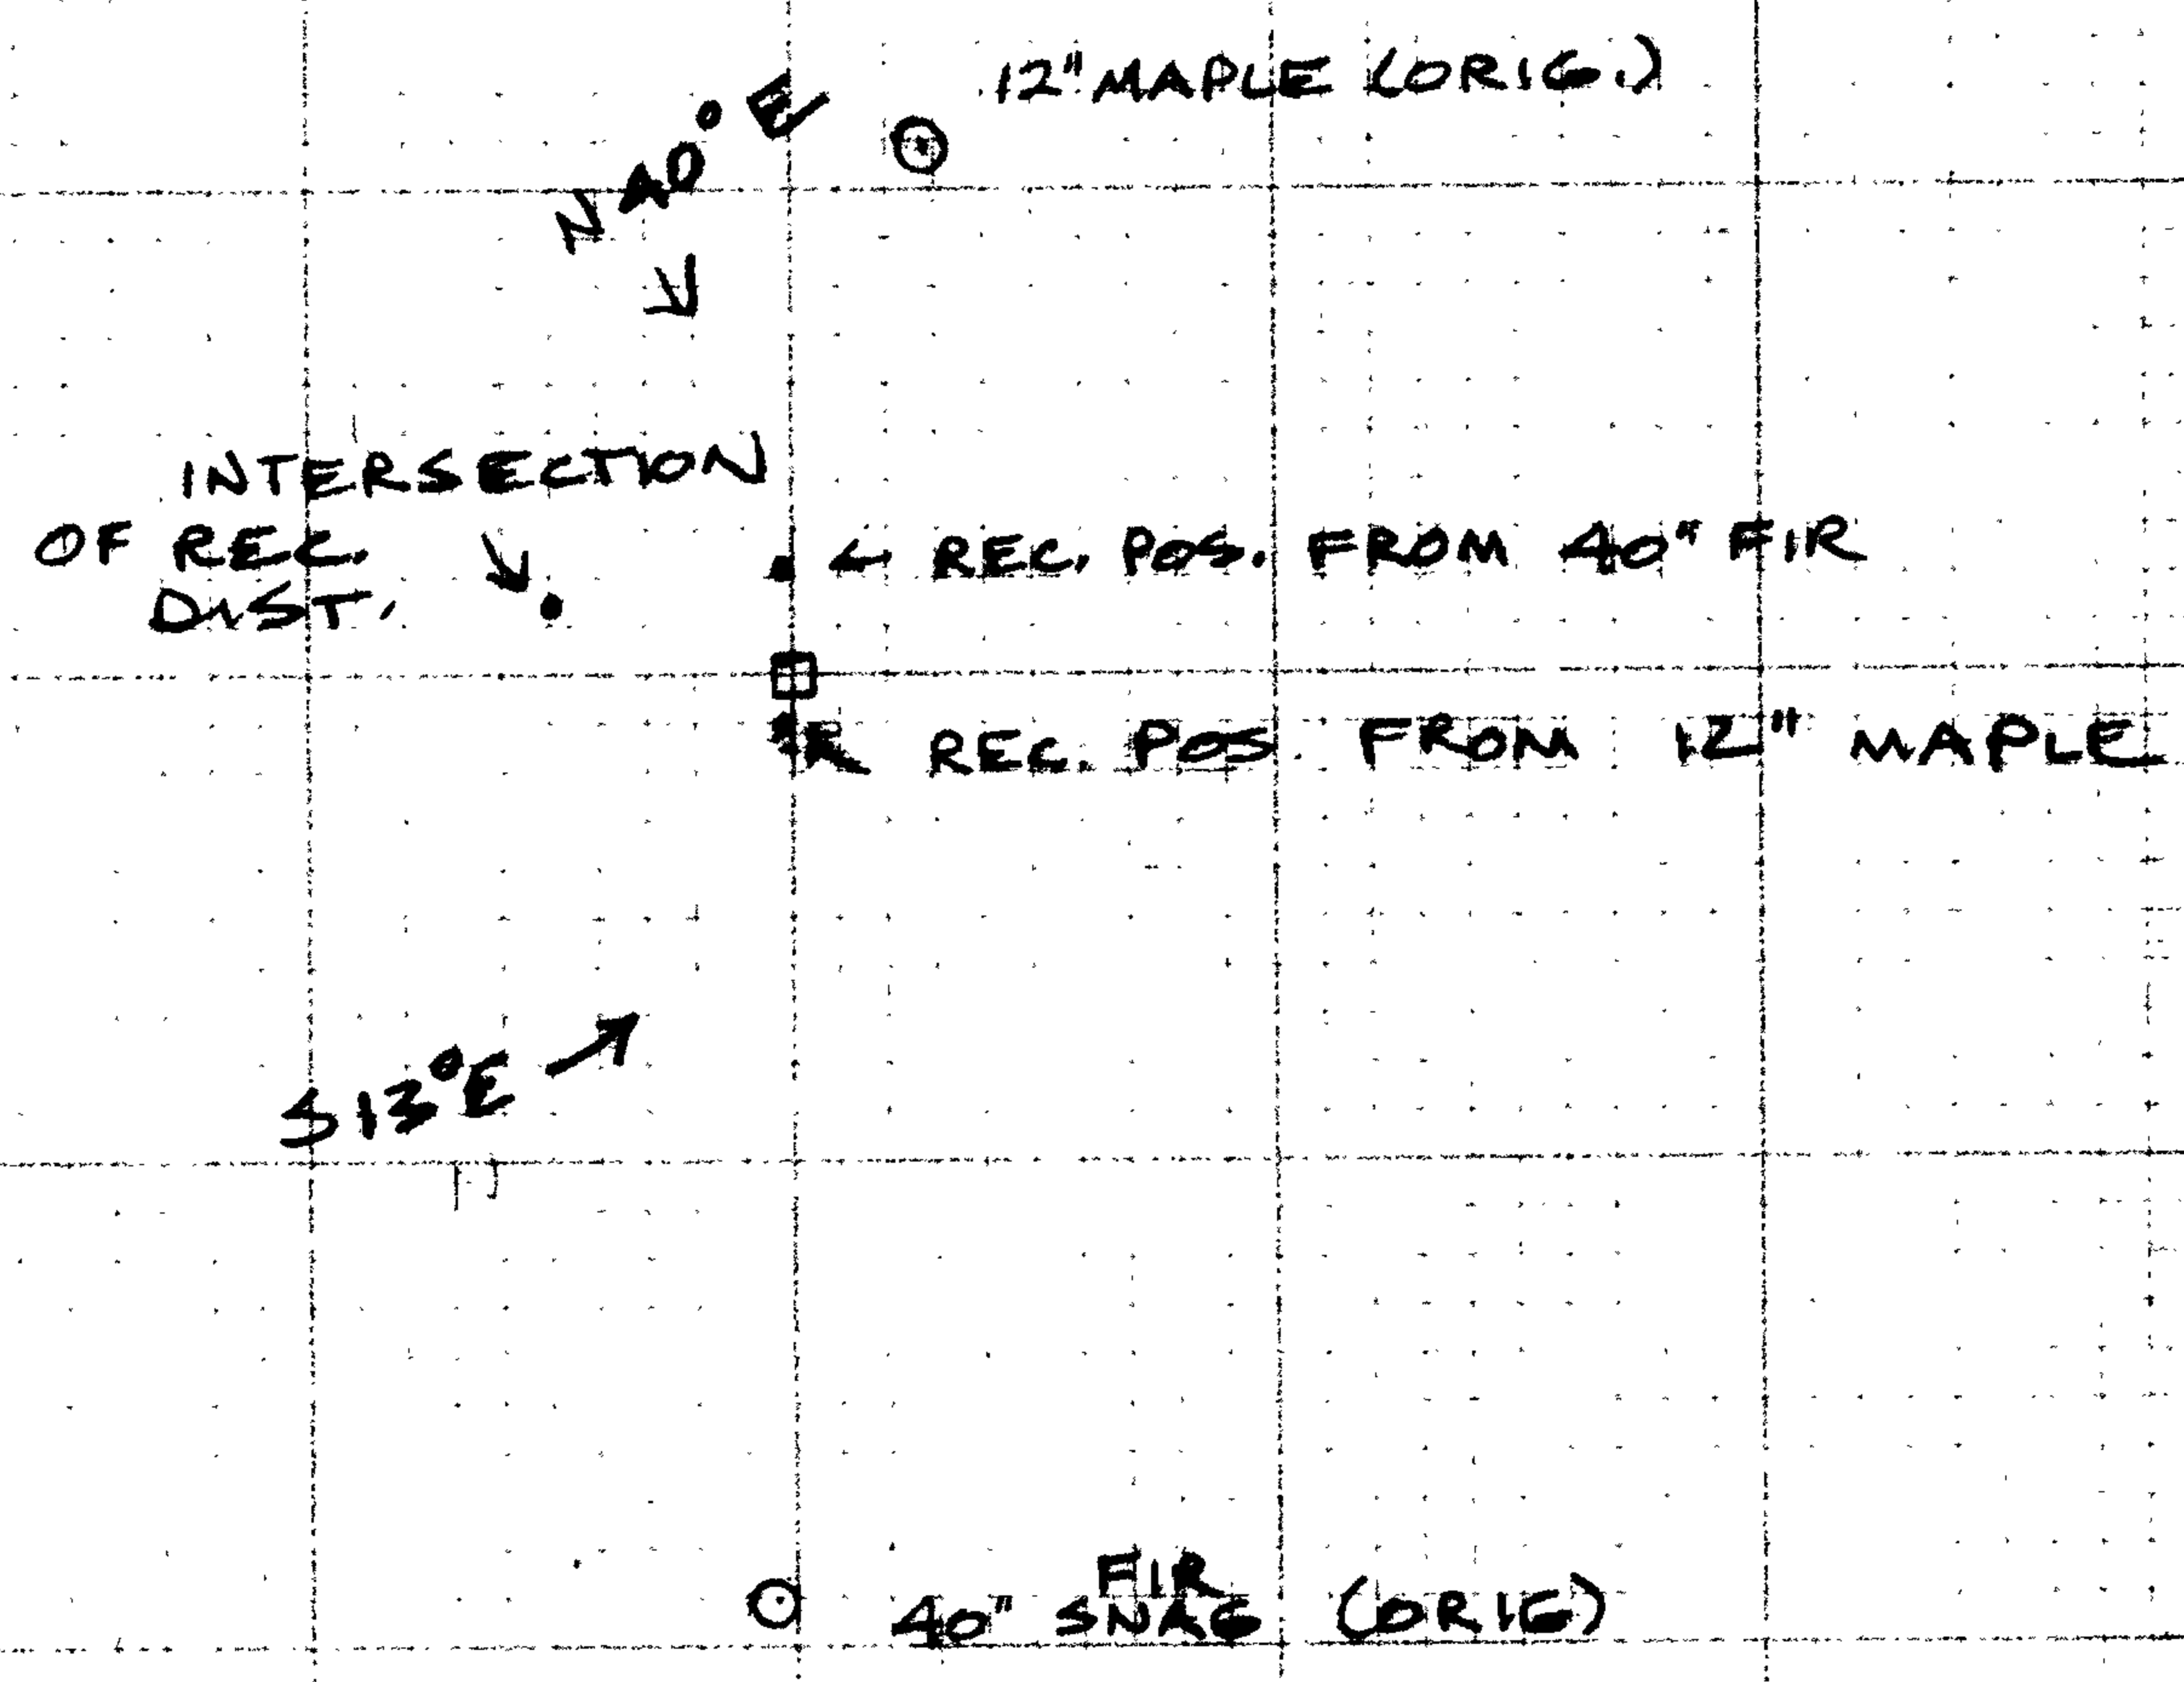 12" MAPLE (ORIG.)
N40°E
INTERSECTION
OF REC.
DIST.
← REC. POS. FROM 40" FIR
REC. POS. FROM 12" MAPLE
S13°E
FIR
40" SNAG (ORIG)